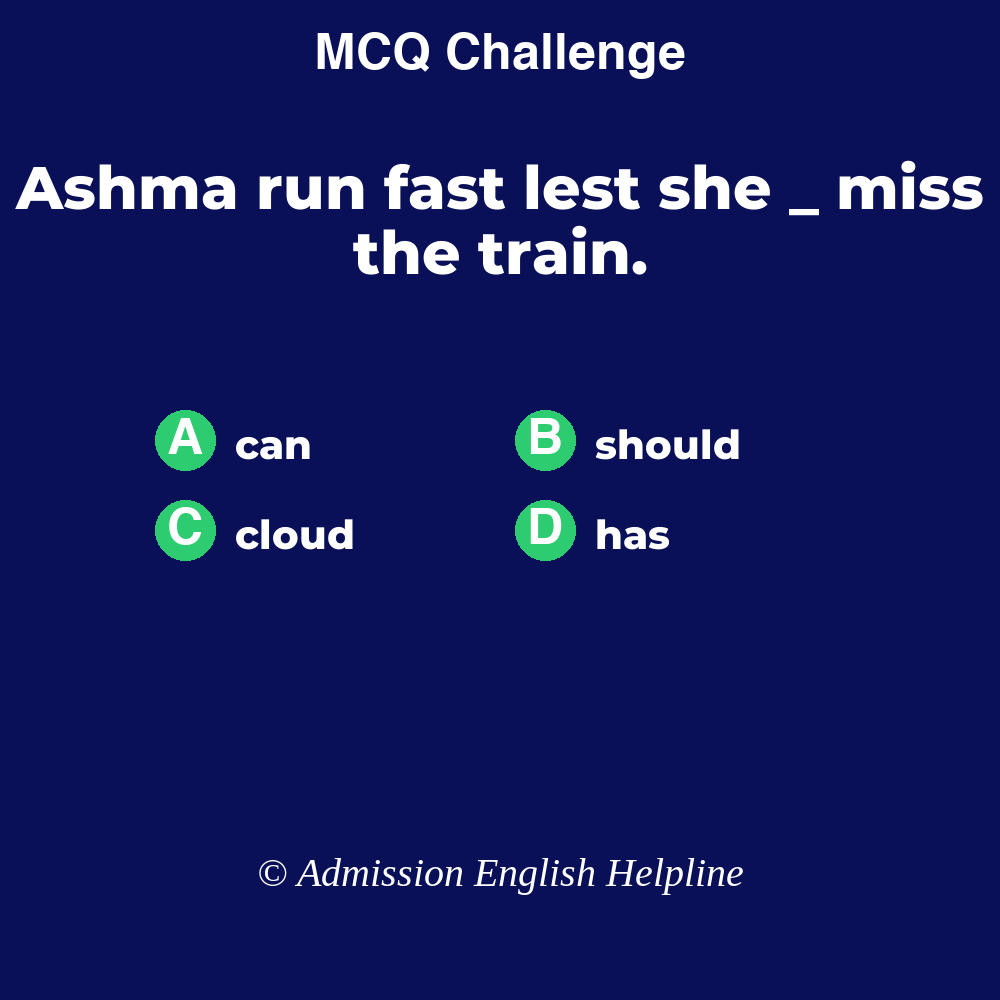 MCQ Challenge
Ashma run fast lest she _ miss
the train.
A can
B should
C cloud
D has
© Admission English Helpline